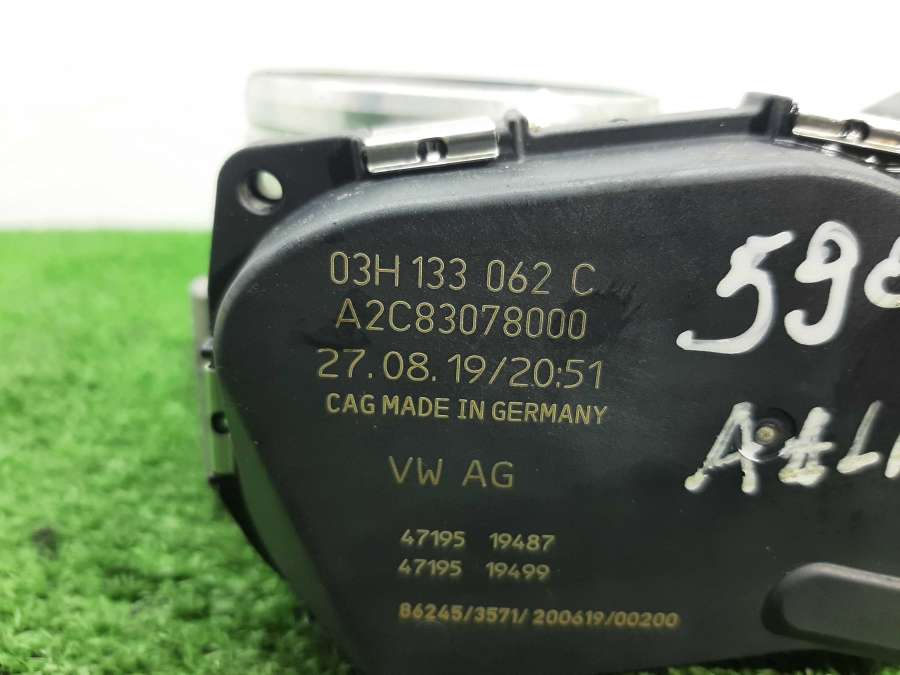 03H 133 062 C
A2C83078000
27.08.19/20:51
CAG MADE IN GERMANY
VW AG
47195 19487
47195 19499
86245/3571/200619/00200